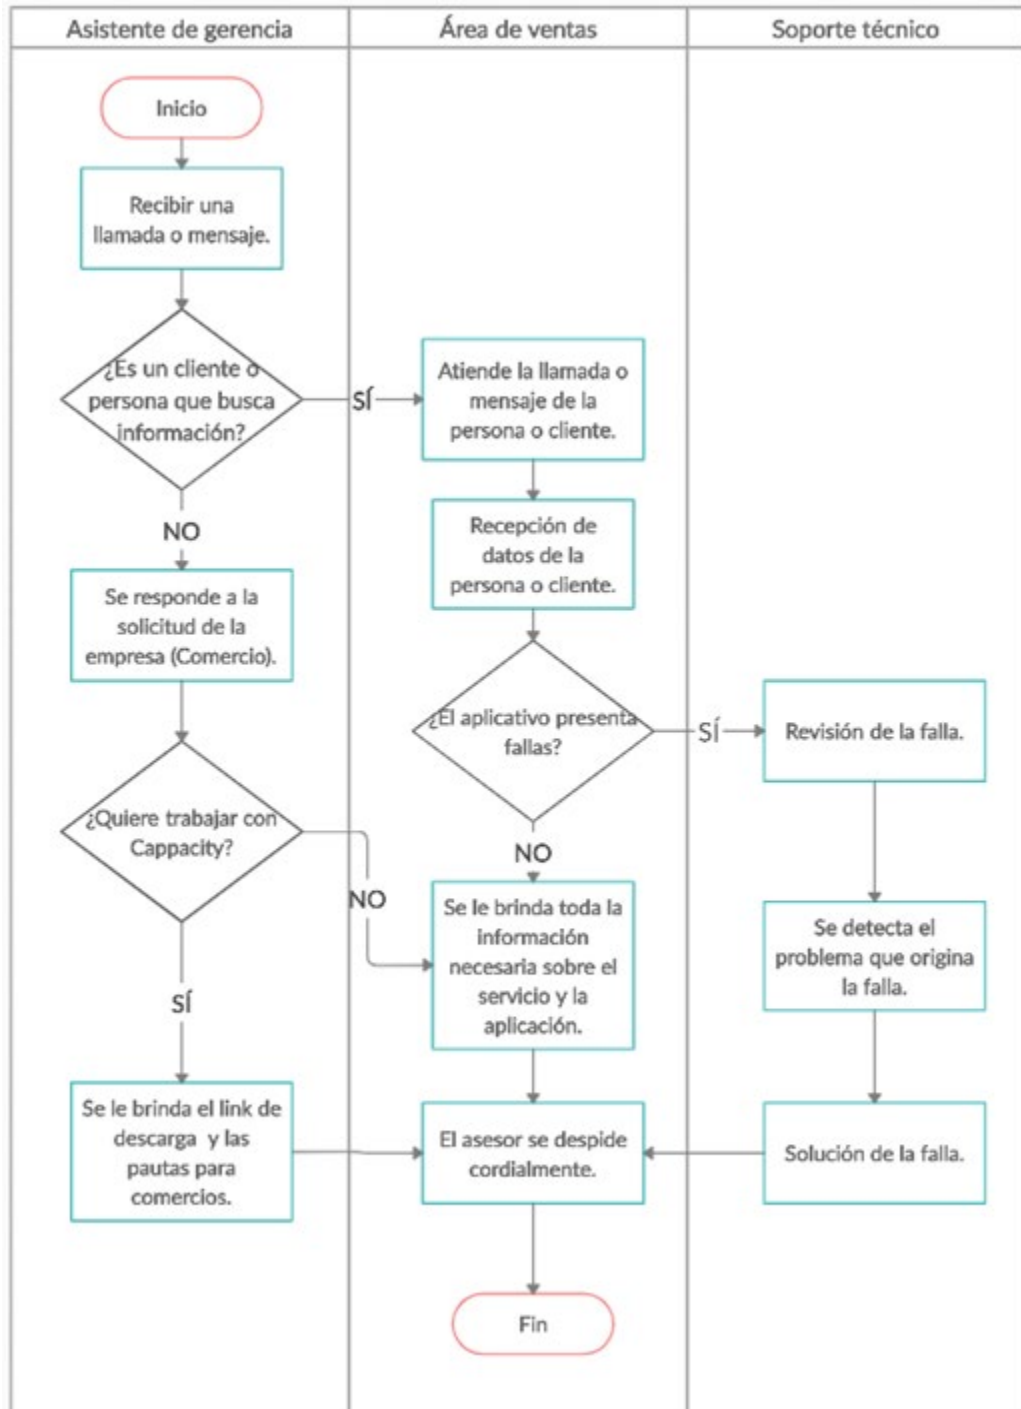 Asistente de gerencia
Área de ventas
Soporte técnico
Inicio
Recibir una
llamada o mensaje.
¿Es un cliente o
persona que busca
información?
SÍ
Atiende la llamada o
mensaje de la
persona o cliente.
NO
Recepción de
datos de la
persona o cliente.
Se responde a la
solicitud de la
empresa (Comercio).
¿El aplicativo presenta
fallas?
SÍ
Revisión de la falla.
¿Quiere trabajar con
Cappacity?
NO
NO
Se le brinda toda la
información
necesaria sobre el
servicio y la
aplicación.
Se detecta el
problema que origina
la falla.
SÍ
Se le brinda el link de
descarga y las
pautas para
comercios.
El asesor se despide
cordialmente.
Solución de la falla.
Fin